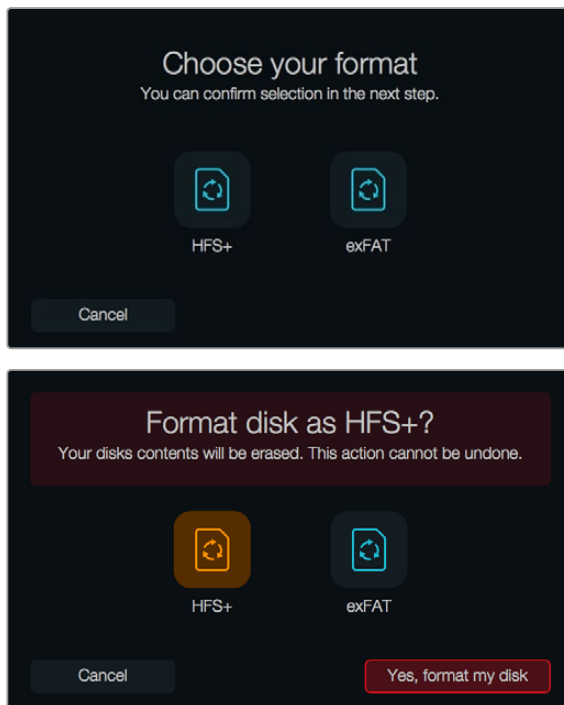 Choose your format
You can confirm selection in the next step.
HFS+ exFAT
Cancel
Format disk as HFS+?
Your disks contents will be erased. This action cannot be undone.
HFS+ exFAT
Cancel Yes, format my disk